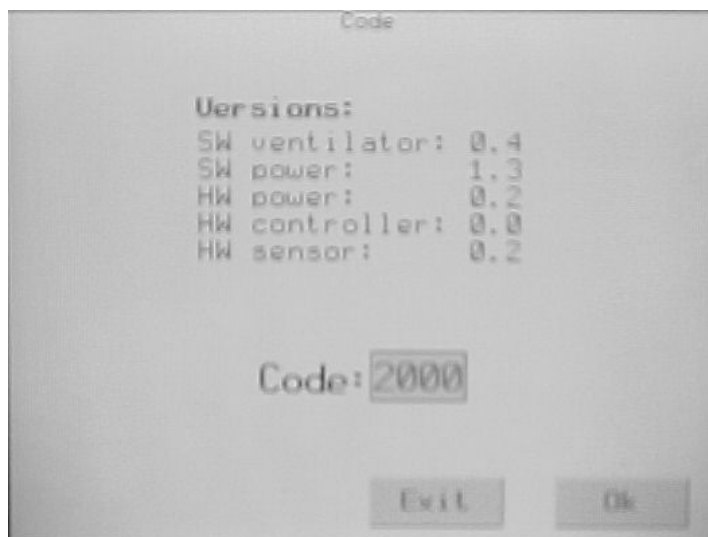 Code
Versions:
SW ventilator: 0.4
SW power: 1.3
HW power: 0.2
HW controller: 0.0
HW sensor: 0.2
Code: 2000
Exit Ok